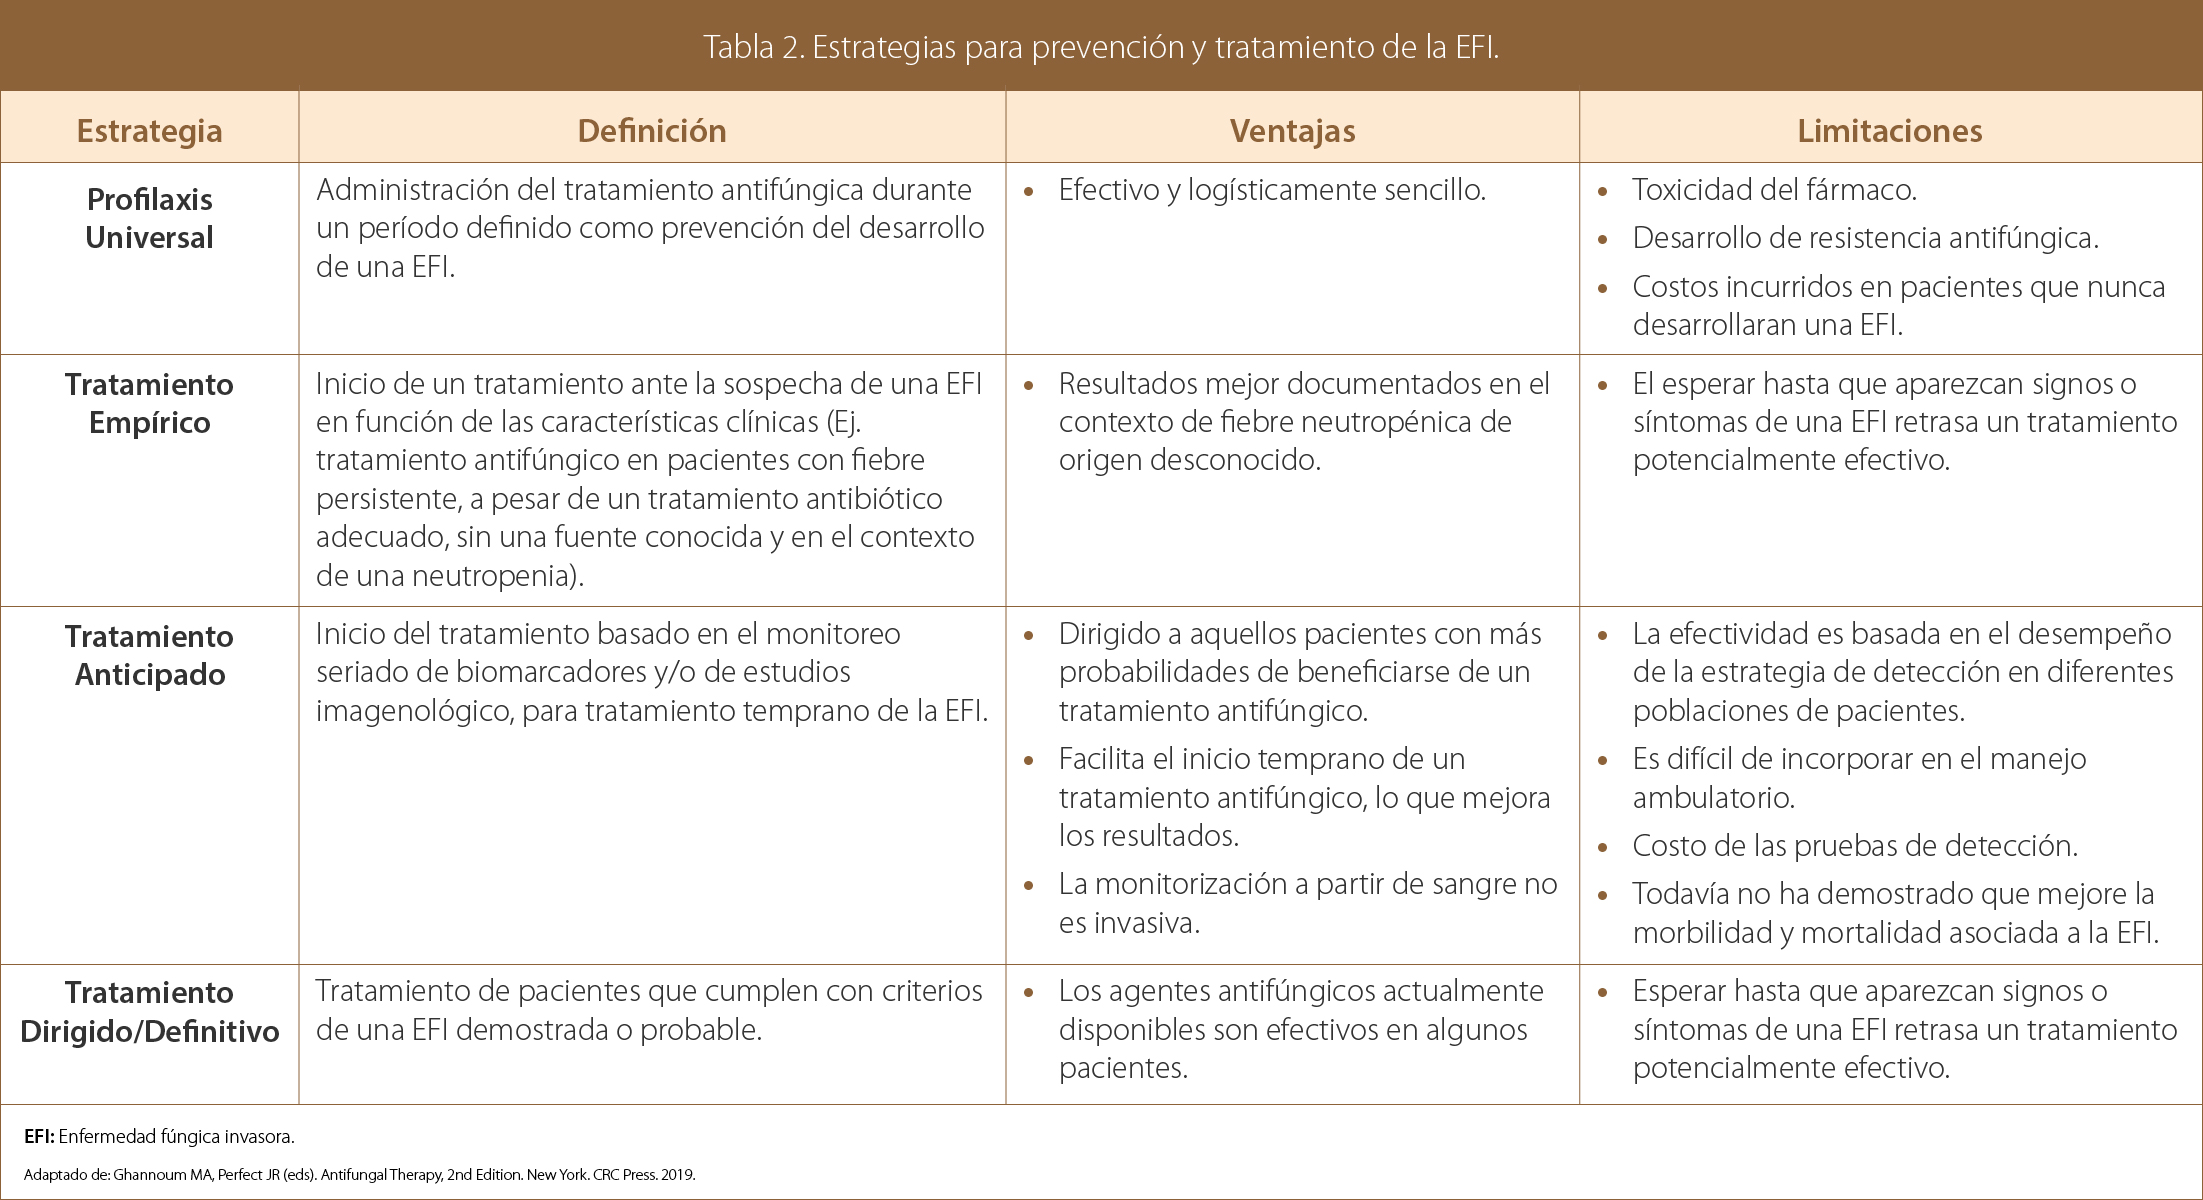 Tabla 2. Estrategias para prevención y tratamiento de la EFI.
Estrategia
Definición
Ventajas
Limitaciones
Profilaxis
Universal
Administración del tratamiento antifúngica durante
un período definido como prevención del desarrollo
de una EFI.
• Efectivo y logísticamente sencillo.
• Toxicidad del fármaco.
• Desarrollo de resistencia antifúngica.
• Costos incurridos en pacientes que nunca
desarrollaran una EFI.
Tratamiento
Empírico
Inicio de un tratamiento ante la sospecha de una EFI
en función de las características clínicas (Ej.
tratamiento antifúngico en pacientes con fiebre
persistente, a pesar de un tratamiento antibiótico
adecuado, sin una fuente conocida y en el contexto
de una neutropenia).
• Resultados mejor documentados en el
contexto de fiebre neutropénica de
origen desconocido.
• El esperar hasta que aparezcan signos o
síntomas de una EFI retrasa un tratamiento
potencialmente efectivo.
Tratamiento
Anticipado
Inicio del tratamiento basado en el monitoreo
seriado de biomarcadores y/o de estudios
imagenológico, para tratamiento temprano de la EFI.
• Dirigido a aquellos pacientes con más
probabilidades de beneficiarse de un
tratamiento antifúngico.
• Facilita el inicio temprano de un
tratamiento antifúngico, lo que mejora
los resultados.
• La monitorización a partir de sangre no
es invasiva.
• La efectividad es basada en el desempeño
de la estrategia de detección en diferentes
poblaciones de pacientes.
• Es difícil de incorporar en el manejo
ambulatorio.
• Costo de las pruebas de detección.
• Todavía no ha demostrado que mejore la
morbilidad y mortalidad asociada a la EFI.
Tratamiento
Dirigido/Definitivo
Tratamiento de pacientes que cumplen con criterios
de una EFI demostrada o probable.
• Los agentes antifúngicos actualmente
disponibles son efectivos en algunos
pacientes.
• Esperar hasta que aparezcan signos o
síntomas de una EFI retrasa un tratamiento
potencialmente efectivo.
EFI: Enfermedad fúngica invasora.
Adaptado de: Ghannoum MA, Perfect JR (eds). Antifungal Therapy, 2nd Edition. New York. CRC Press. 2019.